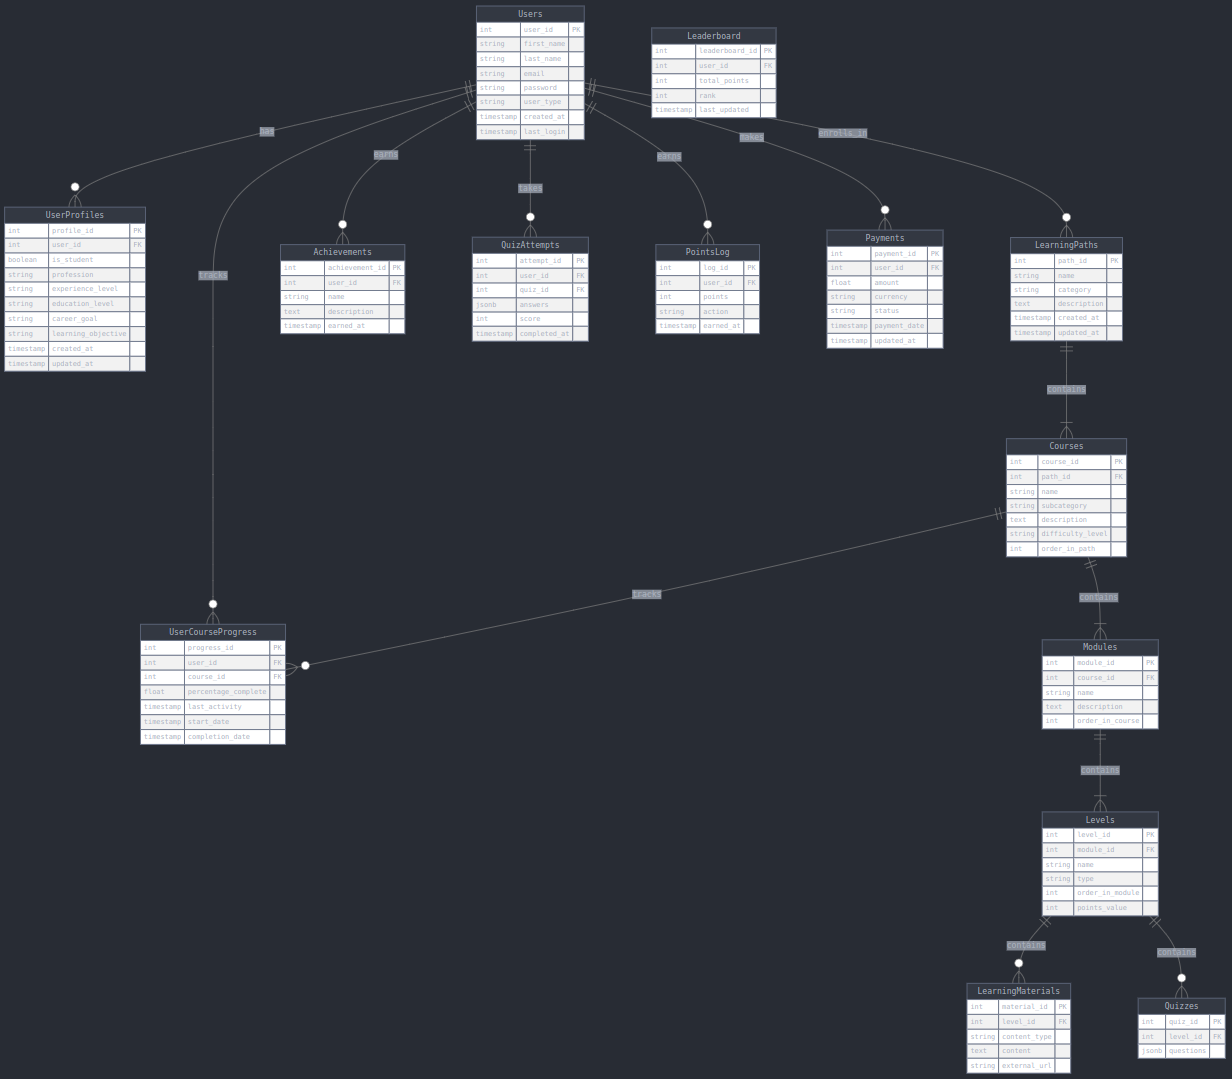 Users
int user_id PK
string first_name
string last_name
string email
string password
string user_type
timestamp created_at
timestamp last_login
Leaderboard
int leaderboard_id PK
int user_id FK
int total_points
int rank
timestamp last_updated
has
earns
takes
earns
makes
enrolls_in
tracks
UserProfiles
int profile_id PK
int user_id FK
boolean is_student
string profession
string experience_level
string education_level
string career_goal
string learning_objective
timestamp created_at
timestamp updated_at
Achievements
int achievement_id PK
int user_id FK
string name
text description
timestamp earned_at
QuizAttempts
int attempt_id PK
int user_id FK
int quiz_id FK
jsonb answers
int score
timestamp completed_at
PointsLog
int log_id PK
int user_id FK
int points
string action
timestamp earned_at
Payments
int payment_id PK
int user_id FK
float amount
string currency
string status
timestamp payment_date
timestamp updated_at
LearningPaths
int path_id PK
string name
string category
text description
timestamp created_at
timestamp updated_at
contains
Courses
int course_id PK
int path_id FK
string name
string subcategory
text description
string difficulty_level
int order_in_path
tracks
contains
UserCourseProgress
int progress_id PK
int user_id FK
int course_id FK
float percentage_complete
timestamp last_activity
timestamp start_date
timestamp completion_date
Modules
int module_id PK
int course_id FK
string name
text description
int order_in_course
contains
Levels
int level_id PK
int module_id FK
string name
string type
int order_in_module
int points_value
contains
contains
LearningMaterials
int material_id PK
int level_id FK
string content_type
text content
string external_url
Quizzes
int quiz_id PK
int level_id FK
jsonb questions